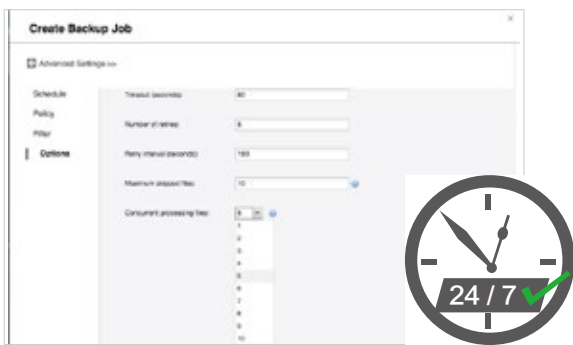 Create Backup Job
×
Advanced Settings >>
Schedule
Timeout (seconds):
Policy
Number of retries:
Filter
Options
Retry interval (seconds):
Maximum skipped files:
10
Concurrent processing files:
1
2
3
4
5
6
7
8
9
10
24 / 7